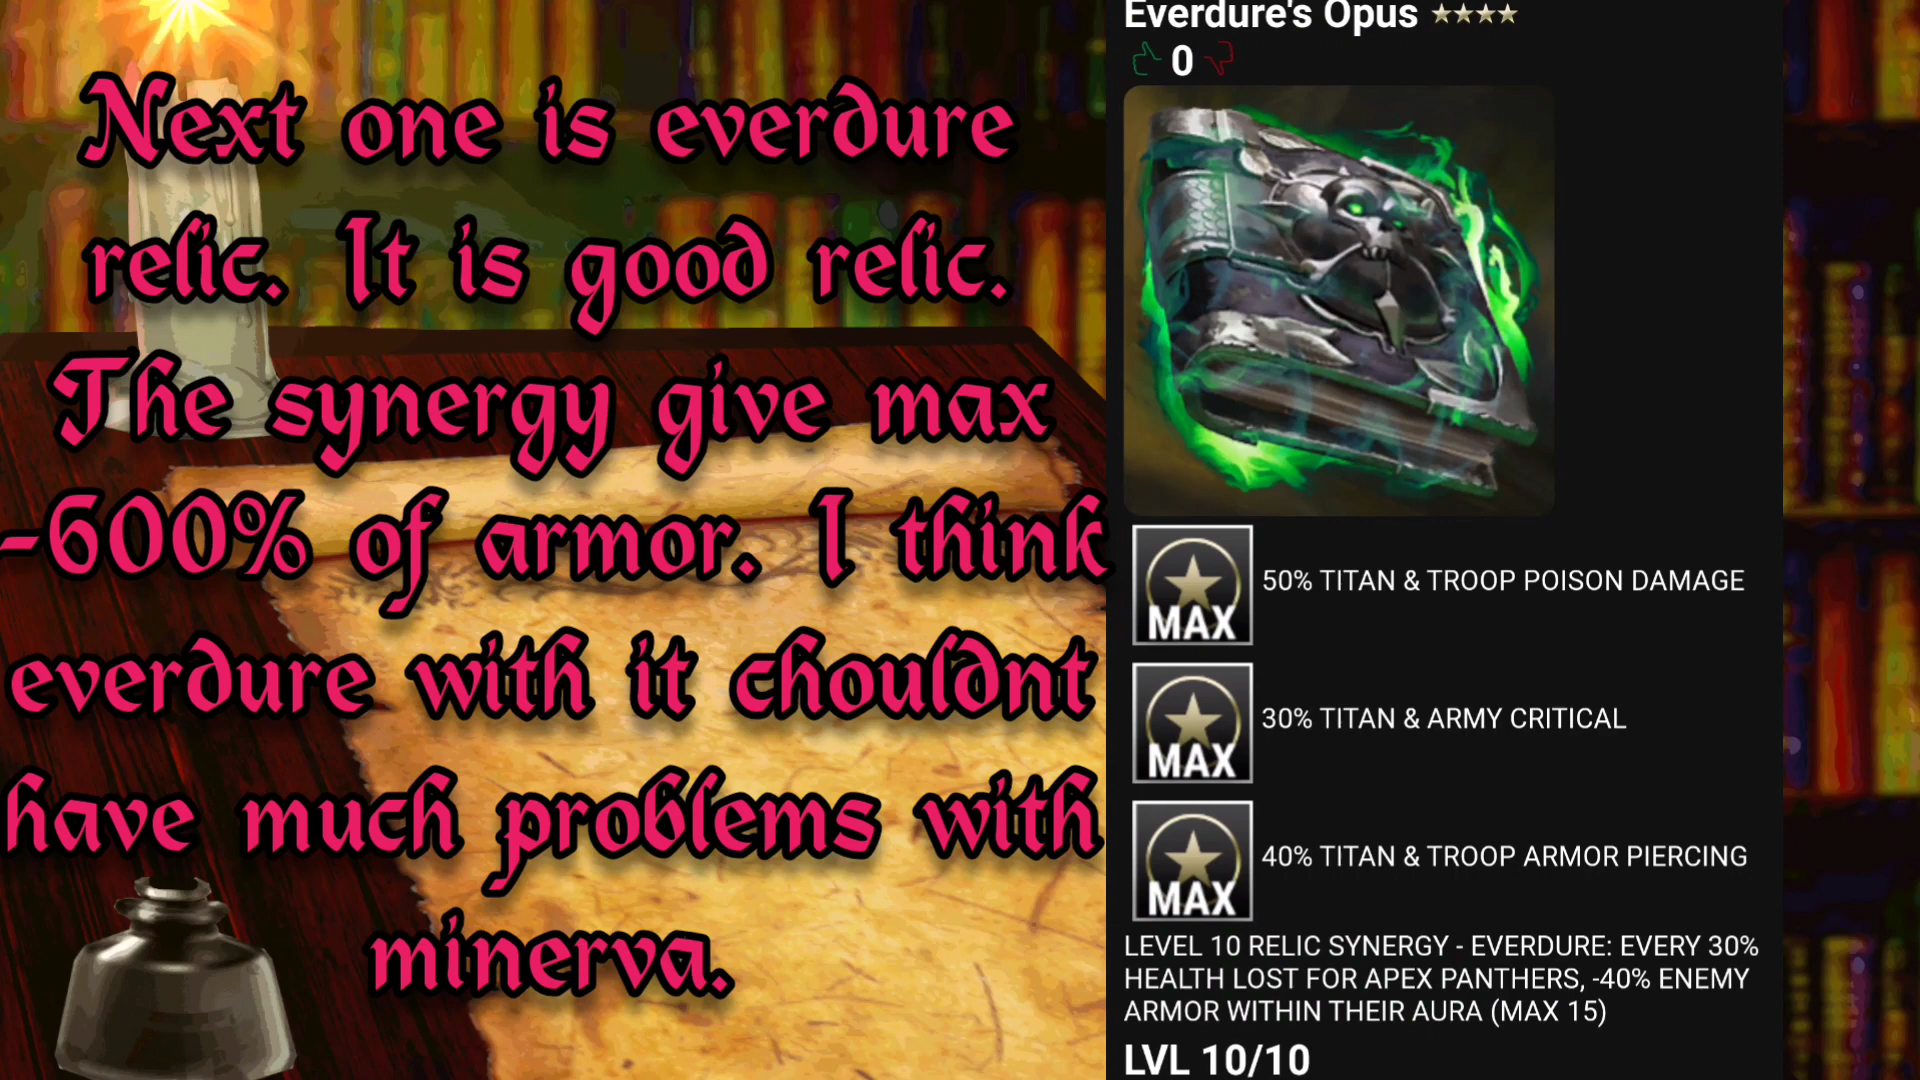 Next one is everdure
relic. It is good relic.
The synergy give max
-600% of armor. I think
everdure with it chouldnt
have much problems with
minerva.
Everdure's Opus ★★★★
0
MAX
50% TITAN & TROOP POISON DAMAGE
MAX
30% TITAN & ARMY CRITICAL
MAX
40% TITAN & TROOP ARMOR PIERCING
LEVEL 10 RELIC SYNERGY - EVERDURE: EVERY 30%
HEALTH LOST FOR APEX PANTHERS, -40% ENEMY
ARMOR WITHIN THEIR AURA (MAX 15)
LVL 10/10